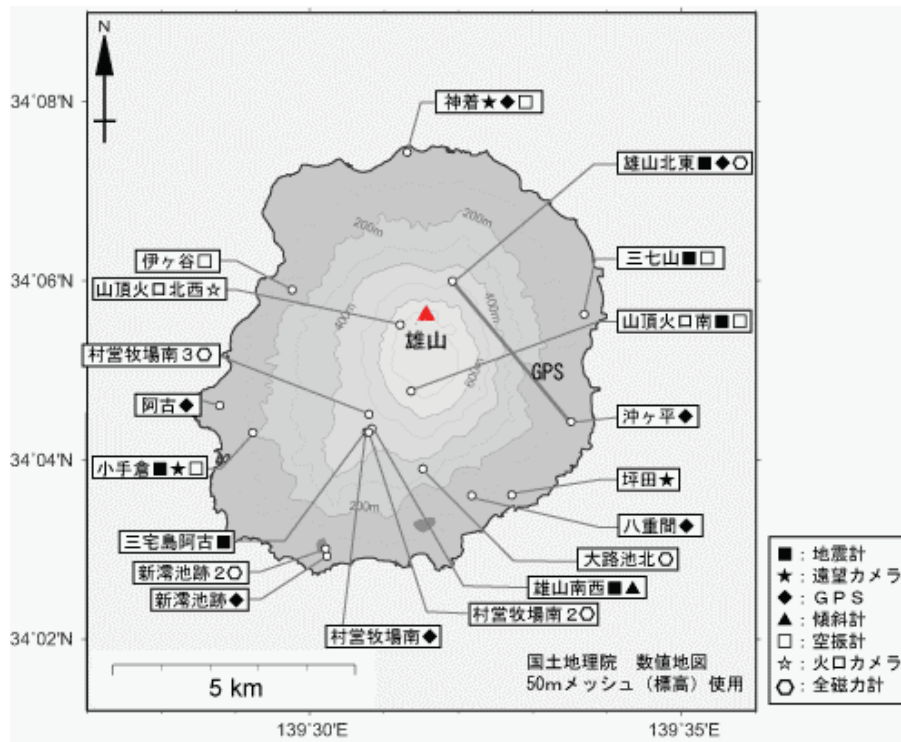 N
34°08'N
神着★◆□
雄山北東■◆⎔
200m
200m
伊ヶ谷□
三七山■□
34°06'N
山頂火口北西☆
400m
400m
山頂火口南■□
雄山
村営牧場南3⎔
600m
GPS
阿古◆
沖ヶ平◆
34°04'N
小手倉■★□
坪田★
200m
八重間◆
三宅島阿古■
大路池北⎔
新澪池跡2⎔
雄山南西■▲
新澪池跡◆
村営牧場南2⎔
村営牧場南◆
34°02'N
■：地震計
★：遠望カメラ
◆：GPS
▲：傾斜計
□：空振計
☆：火口カメラ
⎔：全磁力計
国土地理院 数値地図
50mメッシュ（標高）使用
5 km
139°30'E
139°35'E